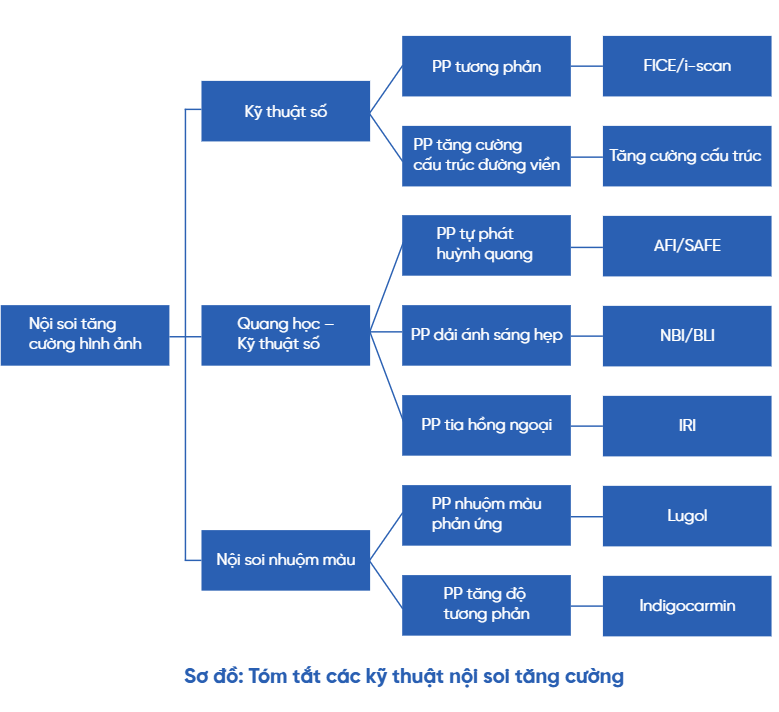 PP tương phản
FICE/i-scan
Kỹ thuật số
PP tăng cường
cấu trúc đường viền
Tăng cường cấu trúc
PP tự phát
huỳnh quang
AFI/SAFE
Nội soi tăng
cường hình ảnh
Quang học –
Kỹ thuật số
PP dải ánh sáng hẹp
NBI/BLI
PP tia hồng ngoại
IRI
Nội soi nhuộm màu
PP nhuộm màu
phản ứng
Lugol
PP tăng độ
tương phản
Indigocarmin
Sơ đồ: Tóm tắt các kỹ thuật nội soi tăng cường